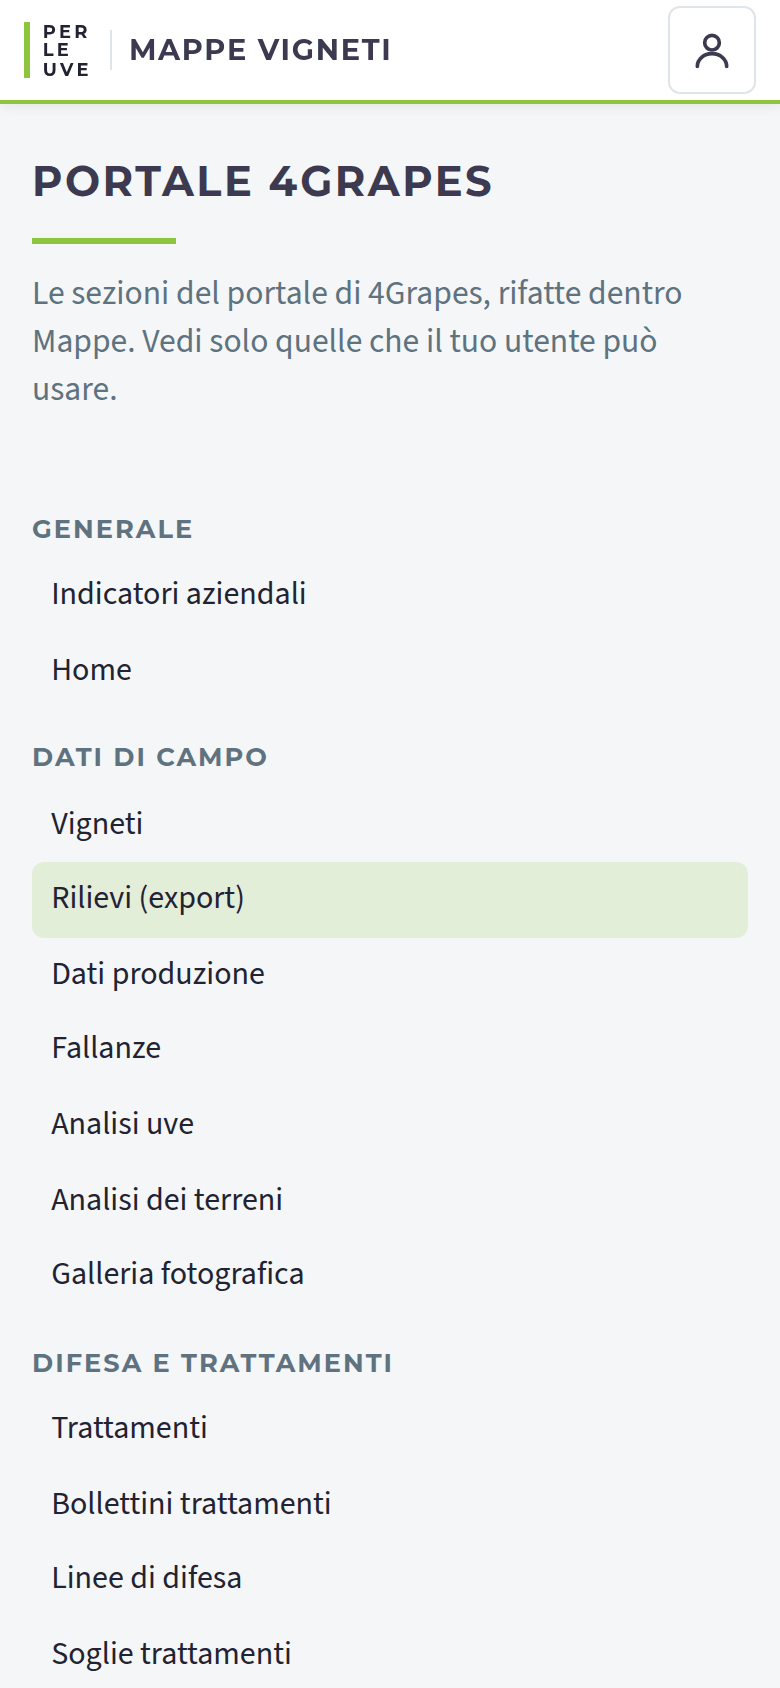 PER
LE
UVE
MAPPE VIGNETI
PORTALE 4GRAPES
Le sezioni del portale di 4Grapes, rifatte dentro
Mappe. Vedi solo quelle che il tuo utente può
usare.
GENERALE
Indicatori aziendali
Home
DATI DI CAMPO
Vigneti
Rilievi (export)
Dati produzione
Fallanze
Analisi uve
Analisi dei terreni
Galleria fotografica
DIFESA E TRATTAMENTI
Trattamenti
Bollettini trattamenti
Linee di difesa
Soglie trattamenti